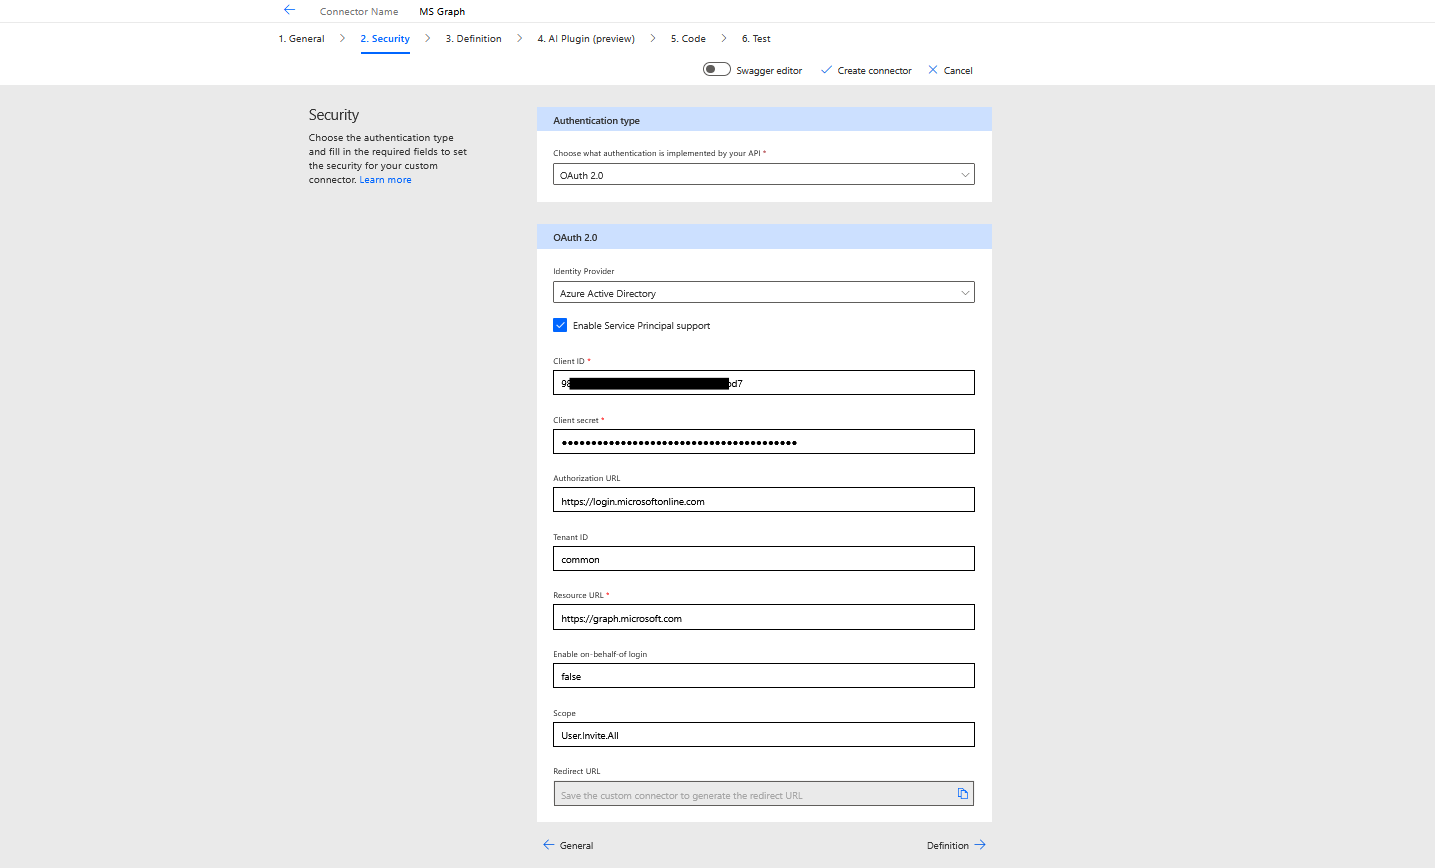 Connector Name MS Graph
1. General 2. Security 3. Definition 4. AI Plugin (preview) 5. Code 6. Test
Swagger editor Create connector Cancel
Security
Choose the authentication type
and fill in the required fields to set
the security for your custom
connector. Learn more
Authentication type
Choose what authentication is implemented by your API *
OAuth 2.0
OAuth 2.0
Identity Provider
Azure Active Directory
Enable Service Principal support
Client ID *
98 bd7
Client secret *
••••••••••••••••••••••••••••••••••••••••
Authorization URL
https://login.microsoftonline.com
Tenant ID
common
Resource URL *
https://graph.microsoft.com
Enable on-behalf-of login
false
Scope
User.Invite.All
Redirect URL
Save the custom connector to generate the redirect URL
General Definition